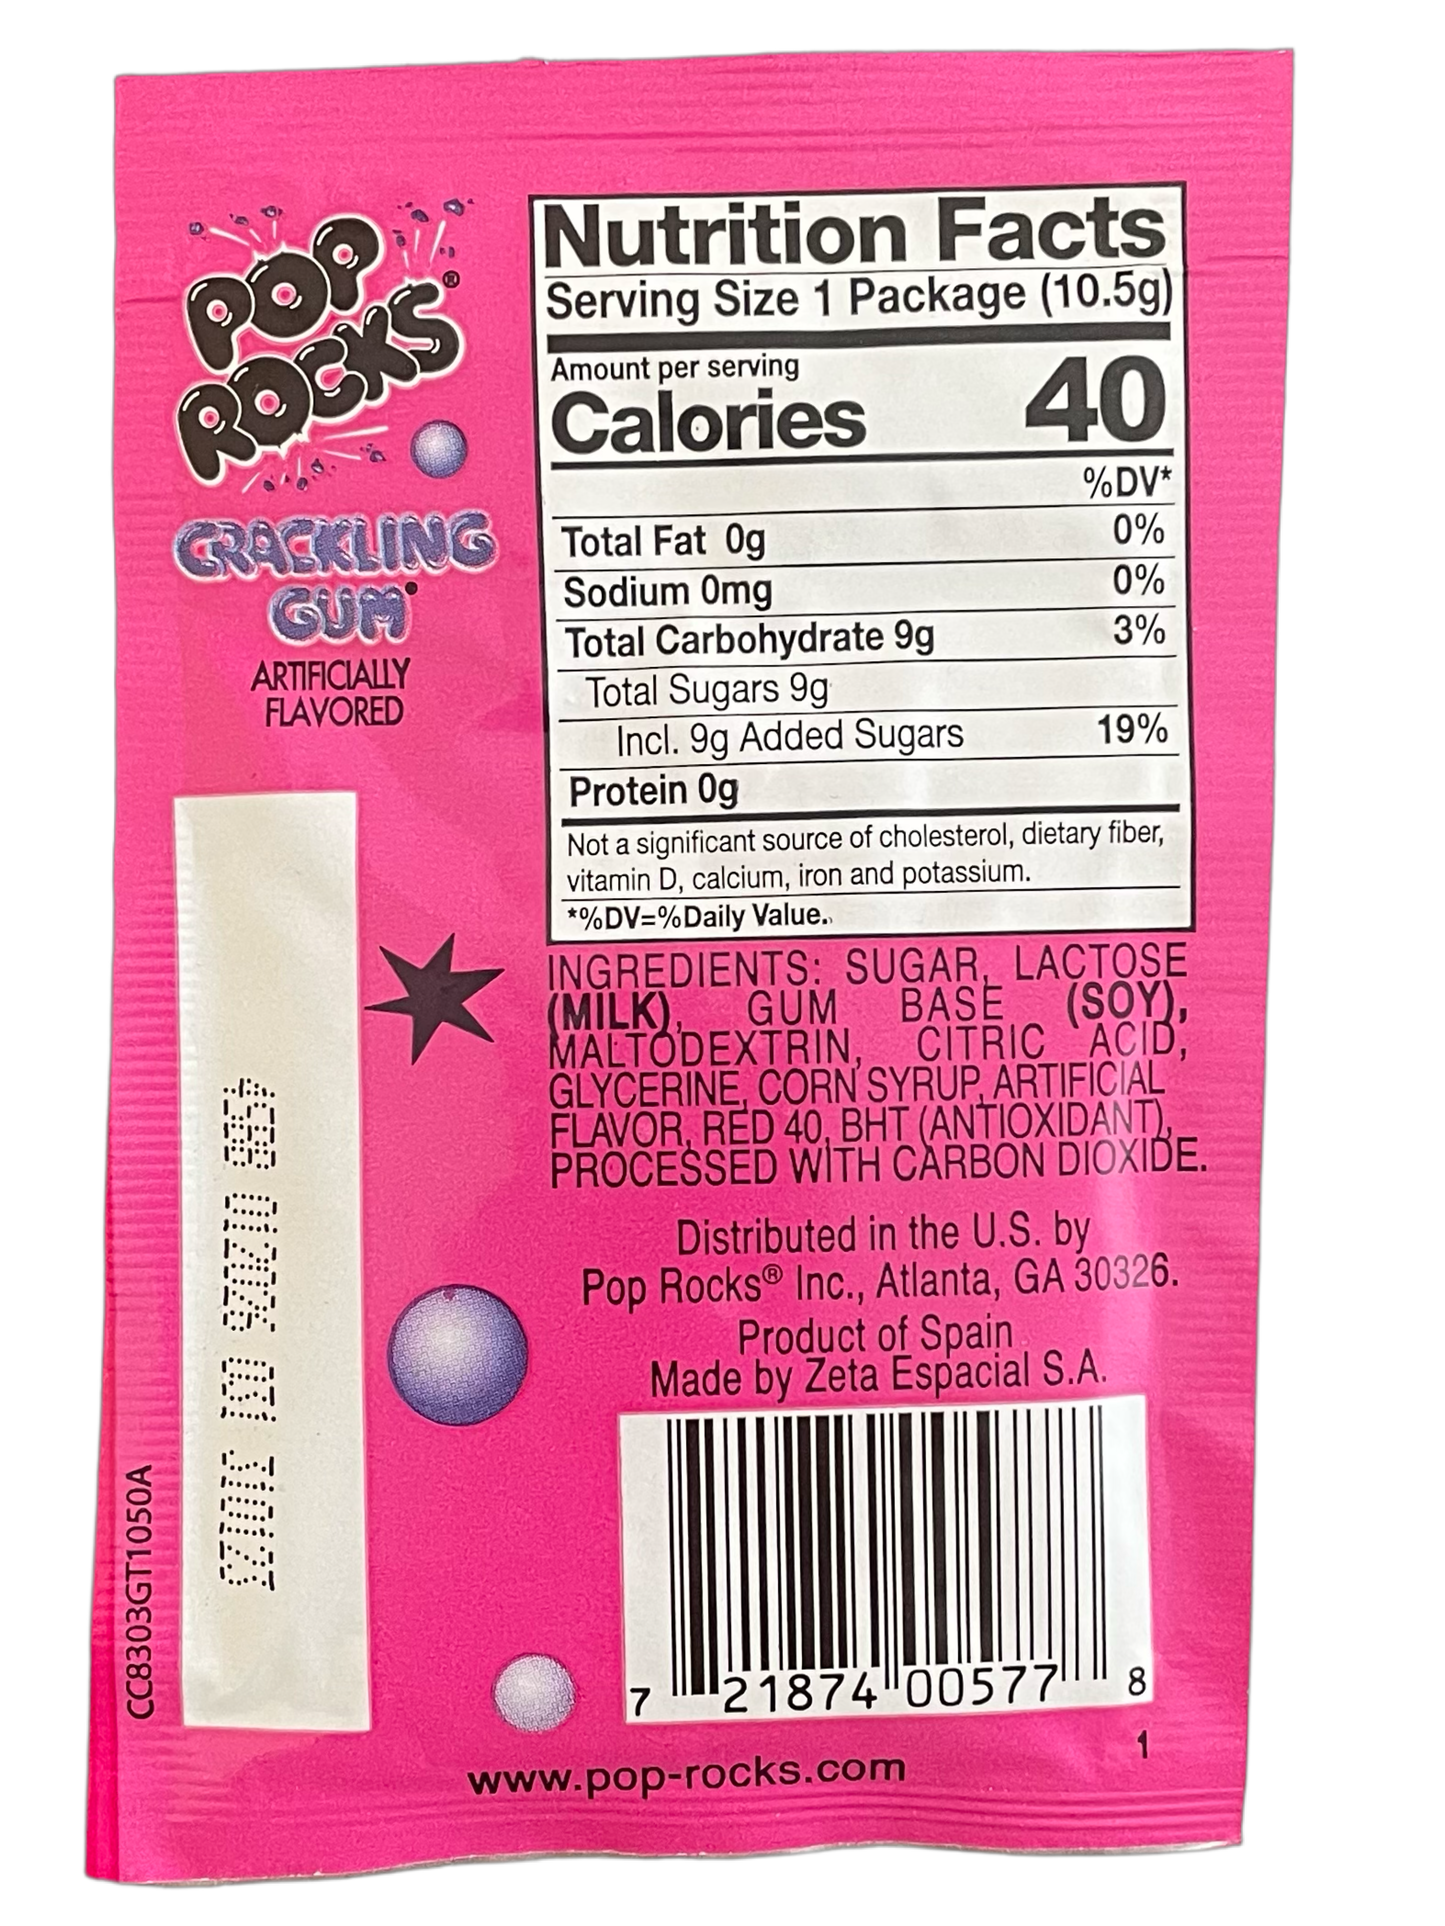 POP
ROCKS®
CRACKLING
GUM
ARTIFICIALLY
FLAVORED
Nutrition Facts
Serving Size 1 Package (10.5g)
Amount per serving
Calories 40
%DV*
Total Fat 0g 0%
Sodium 0mg 0%
Total Carbohydrate 9g 3%
Total Sugars 9g
Incl. 9g Added Sugars 19%
Protein 0g
Not a significant source of cholesterol, dietary fiber,
vitamin D, calcium, iron and potassium.
*%DV=%Daily Value.
INGREDIENTS: SUGAR, LACTOSE
(MILK), GUM BASE (SOY),
MALTODEXTRIN, CITRIC ACID,
GLYCERINE, CORN SYRUP, ARTIFICIAL
FLAVOR, RED 40, BHT (ANTIOXIDANT),
PROCESSED WITH CARBON DIOXIDE.
Distributed in the U.S. by
Pop Rocks® Inc., Atlanta, GA 30326.
Product of Spain
Made by Zeta Espacial S.A.
7 21874 00577 8
1
www.pop-rocks.com
CC8303GT1050A